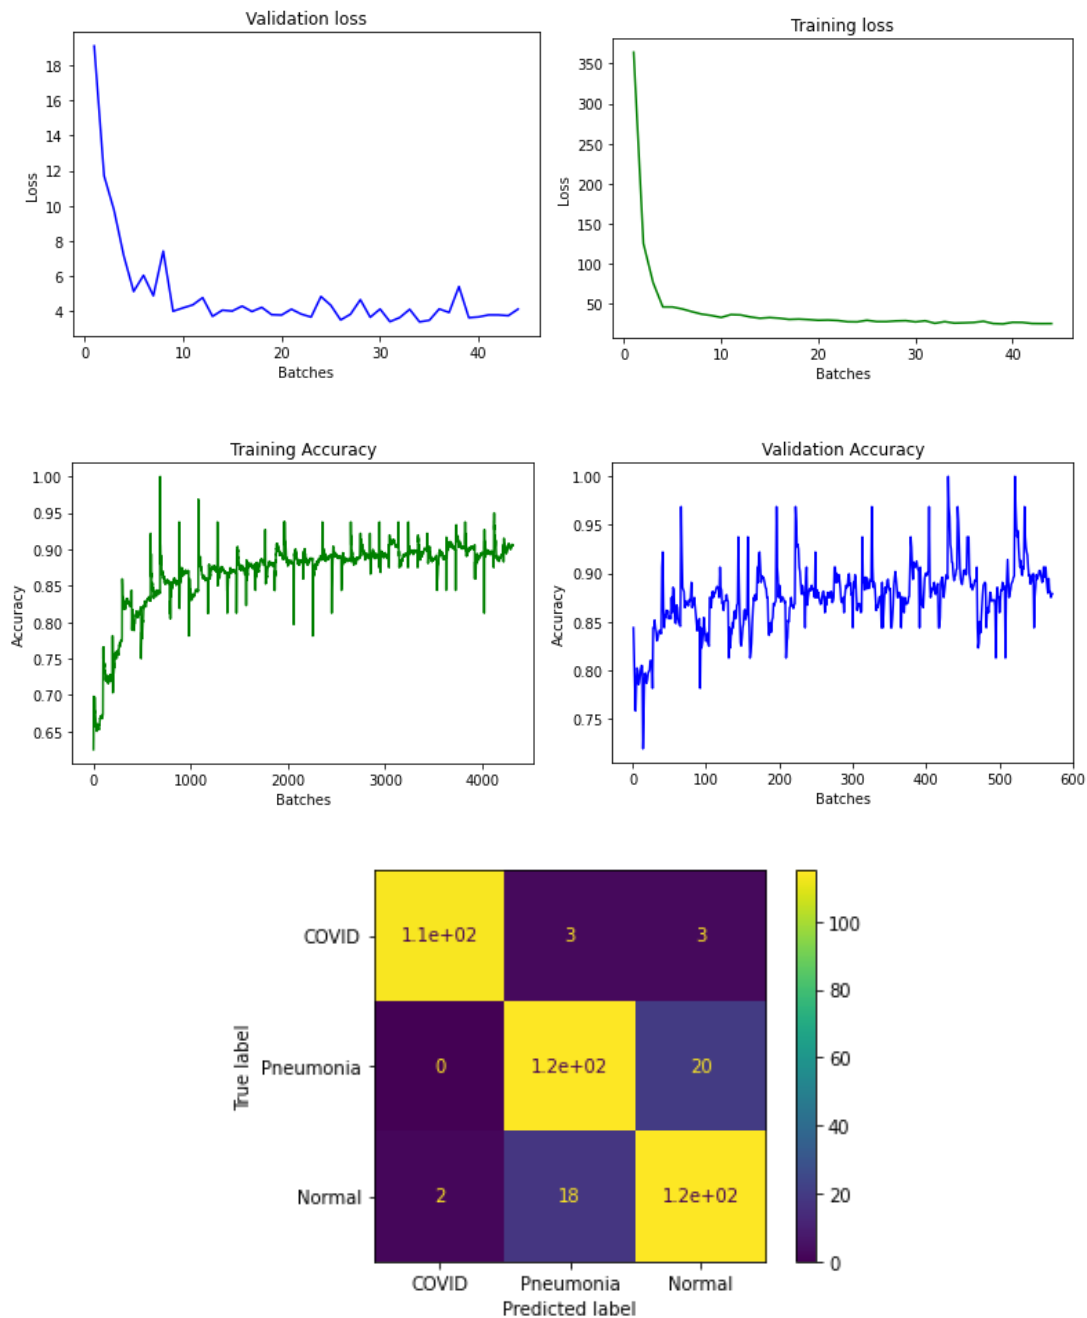 Validation loss
18
16
14
12
10
8
6
4
Loss
0 10 20 30 40
Batches
Training loss
350
300
250
200
150
100
50
Loss
0 10 20 30 40
Batches
Training Accuracy
1.00
0.95
0.90
0.85
0.80
0.75
0.70
0.65
Accuracy
0 1000 2000 3000 4000
Batches
Validation Accuracy
1.00
0.95
0.90
0.85
0.80
0.75
Accuracy
0 100 200 300 400 500 600
Batches
True label
COVID 1.1e+02 3 3
Pneumonia 0 1.2e+02 20
Normal 2 18 1.2e+02
COVID Pneumonia Normal
Predicted label
100
80
60
40
20
0